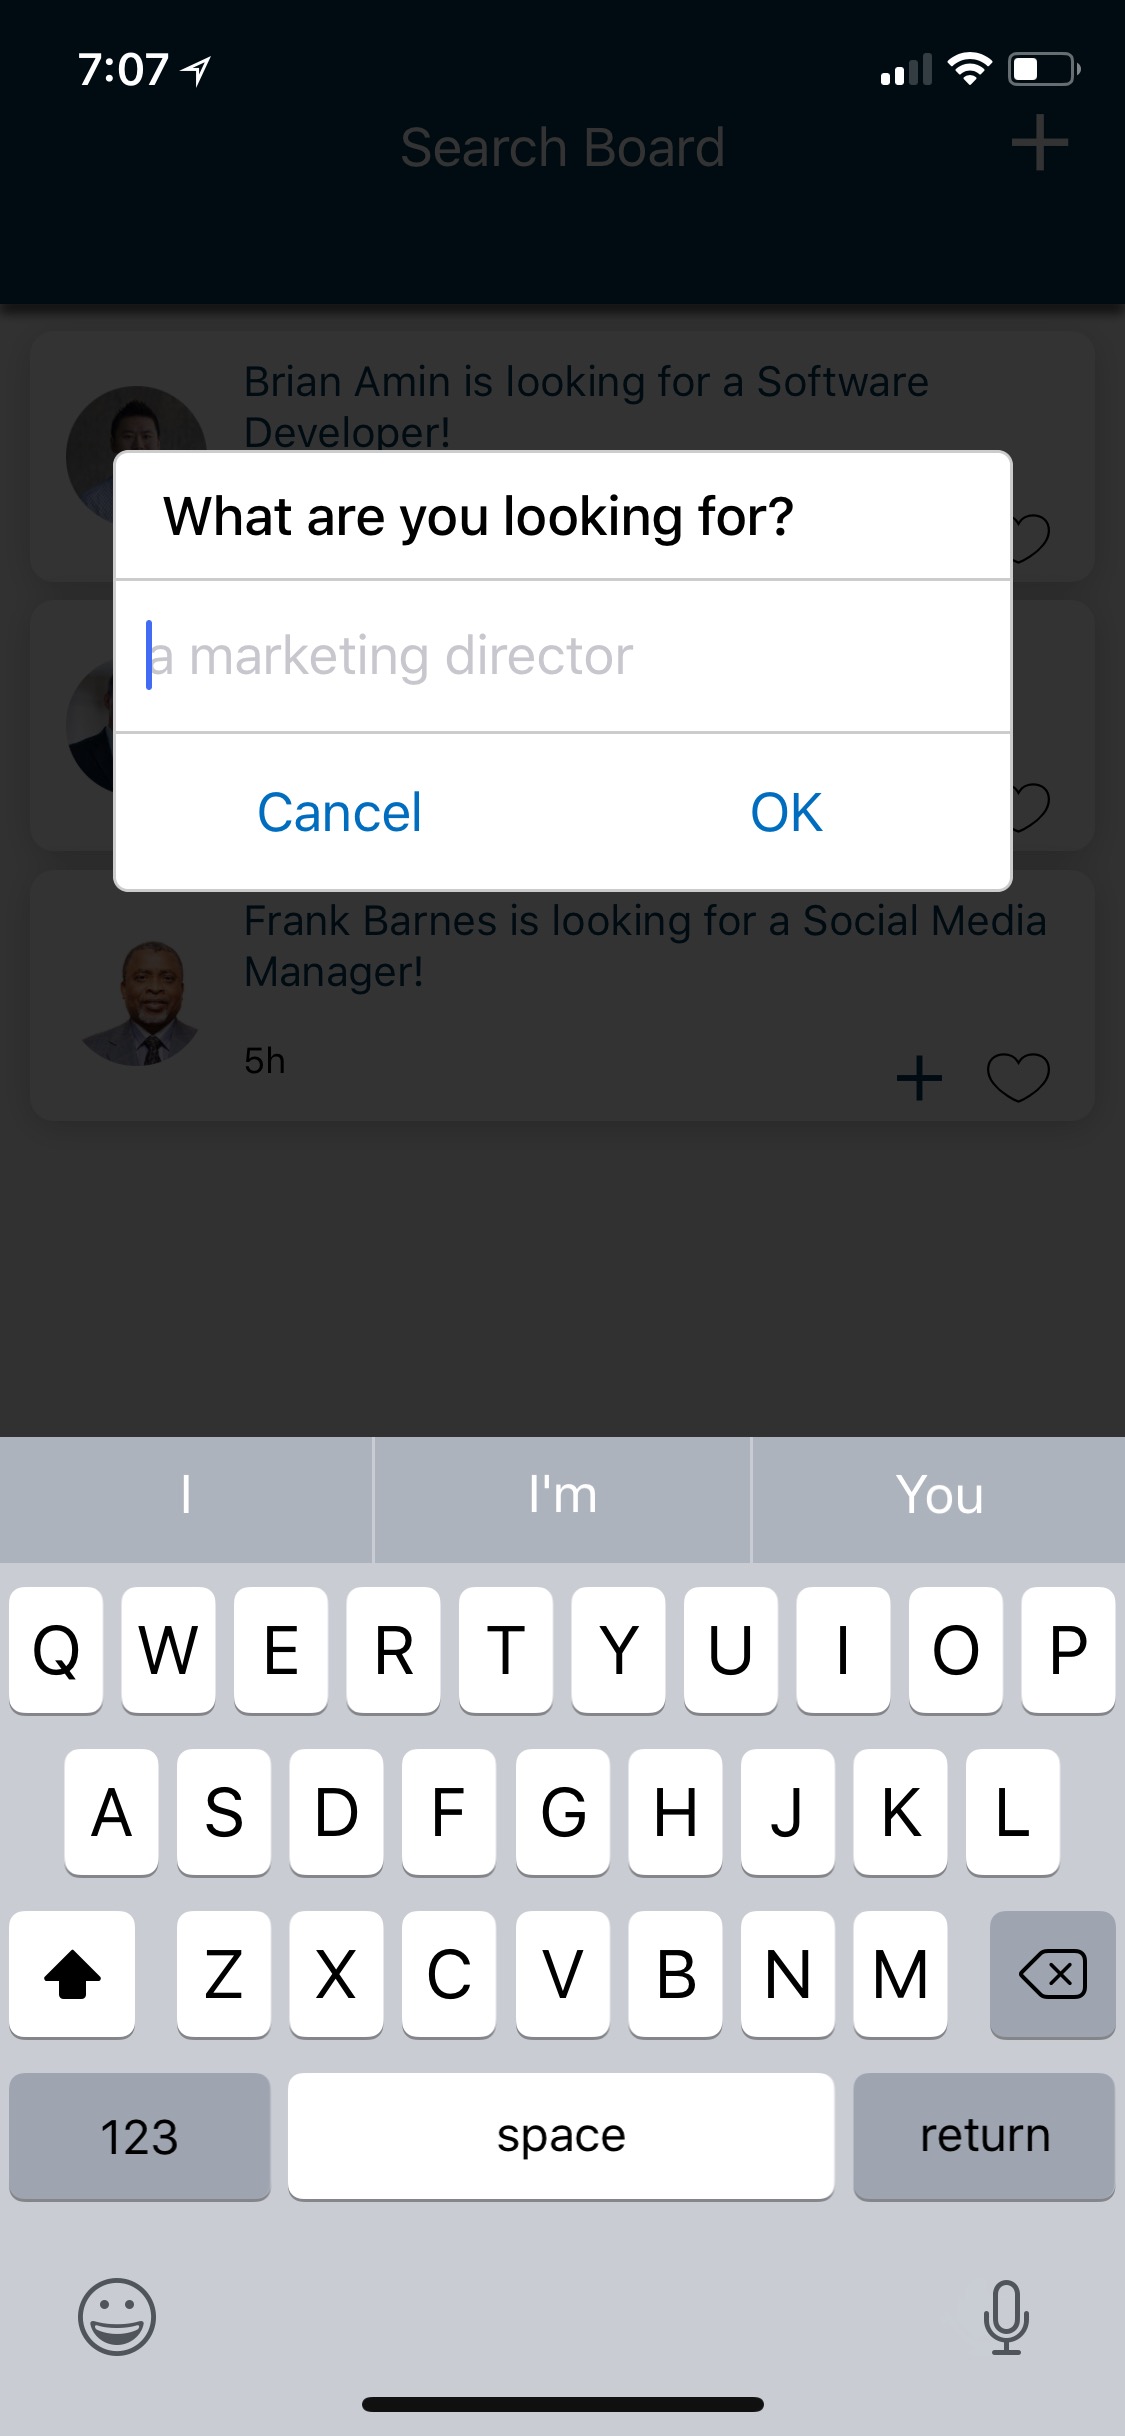 7:07
Search Board
Brian Amin is looking for a Software
Developer!
What are you looking for?
a marketing director
Cancel
OK
Frank Barnes is looking for a Social Media
Manager!
5h
I
I'm
You
Q W E R T Y U I O P
A S D F G H J K L
Z X C V B N M
123
space
return